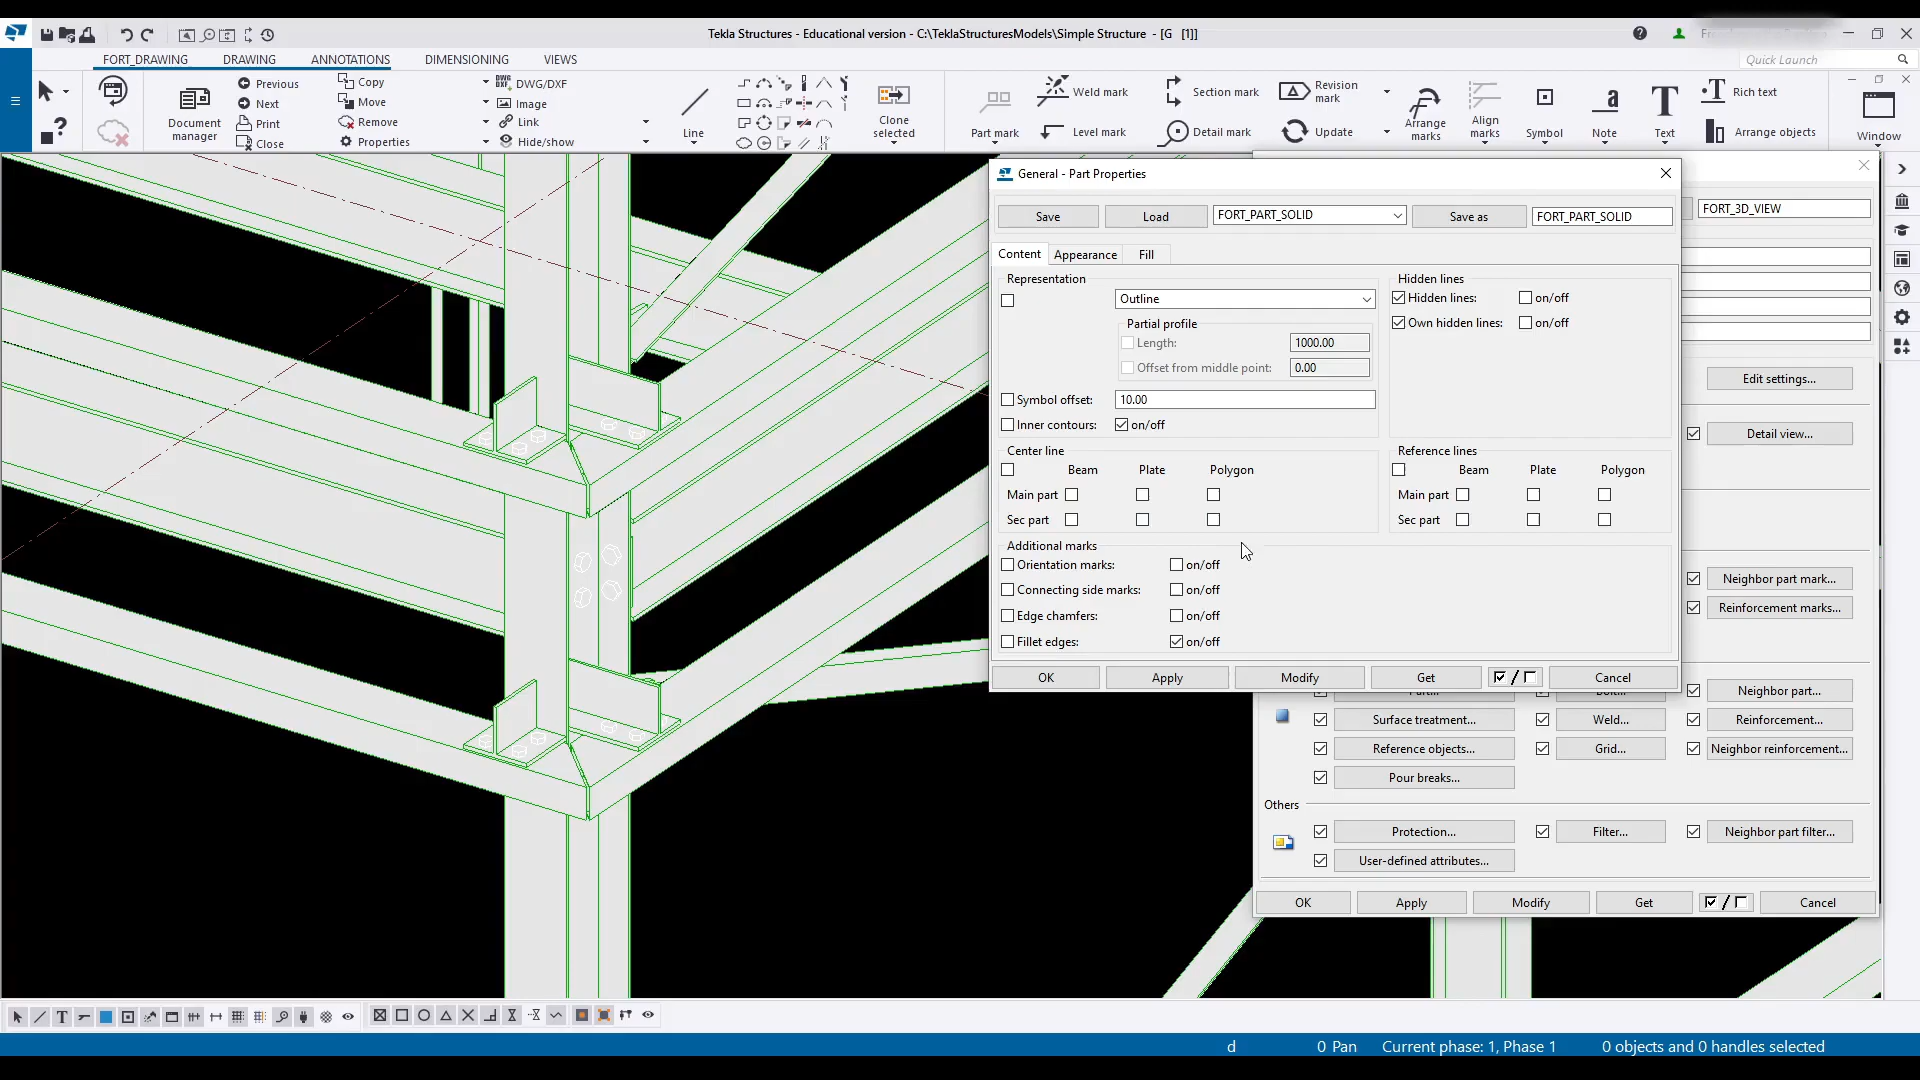 Tekla Structures - Educational version - C:\TeklaStructuresModels\Simple Structure - [G [1]]
FORT_DRAWING DRAWING ANNOTATIONS DIMENSIONING VIEWS
Quick Launch
Document manager
Previous
Next
Print
Close
Copy
Move
Remove
Properties
DWG/DXF
Image
Link
Hide/show
Line
Clone selected
Part mark
Weld mark
Level mark
Section mark
Detail mark
Revision mark
Update
Arrange marks
Align marks
Symbol
Note
Text
Rich text
Arrange objects
Window
General - Part Properties
Save Load FORT_PART_SOLID Save as FORT_PART_SOLID
Content Appearance Fill
Representation
Outline
Partial profile
Length: 1000.00
Offset from middle point: 0.00
Symbol offset: 10.00
Inner contours: on/off
Hidden lines
Hidden lines: on/off
Own hidden lines: on/off
Center line
Beam Plate Polygon
Main part
Sec part
Reference lines
Beam Plate Polygon
Main part
Sec part
Additional marks
Orientation marks: on/off
Connecting side marks: on/off
Edge chamfers: on/off
Fillet edges: on/off
OK Apply Modify Get / Cancel
FORT_3D_VIEW
Edit settings...
Detail view...
Neighbor part mark...
Reinforcement marks...
Neighbor part...
Surface treatment... Weld... Reinforcement...
Reference objects... Grid... Neighbor reinforcement...
Pour breaks...
Others
Protection... Filter... Neighbor part filter...
User-defined attributes...
OK Apply Modify Get / Cancel
d 0 Pan Current phase: 1, Phase 1 0 objects and 0 handles selected